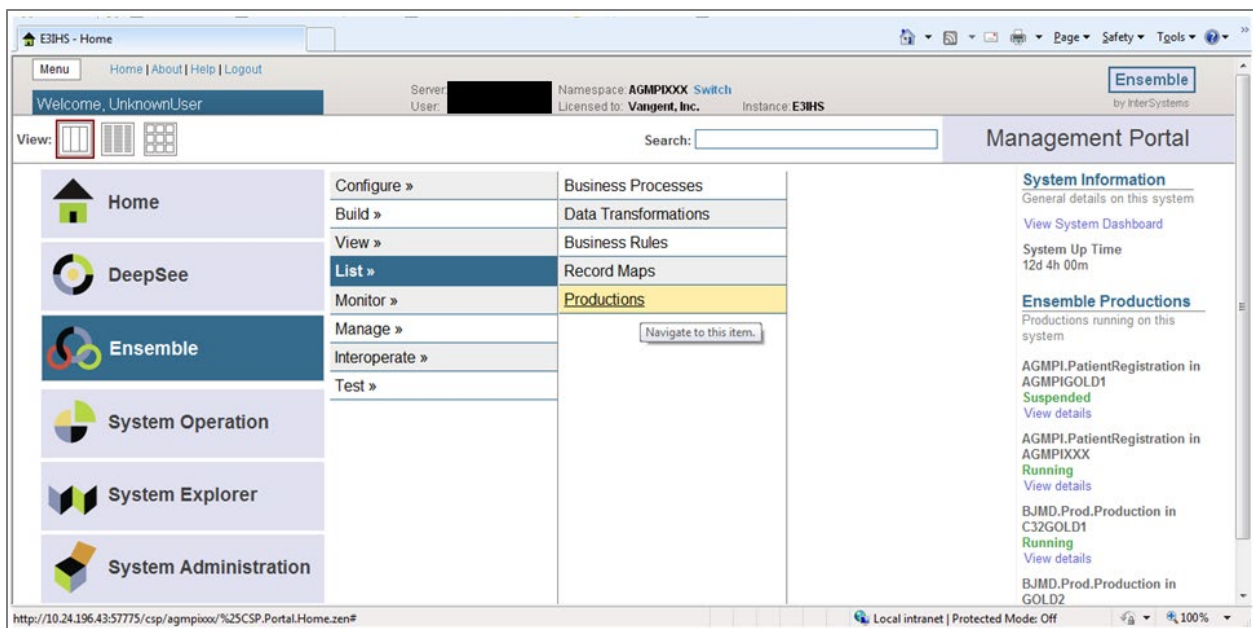 E3IHS - Home
Page Safety Tools
Menu Home | About | Help | Logout
Server: Namespace: AGMPIXXX Switch
Ensemble
Welcome, UnknownUser
User: Licensed to: Vangent, Inc. Instance: E3IHS
by InterSystems
View:
Search:
Management Portal
Home
DeepSee
Ensemble
System Operation
System Explorer
System Administration
Configure »
Build »
View »
List »
Monitor »
Manage »
Interoperate »
Test »
Business Processes
Data Transformations
Business Rules
Record Maps
Productions
Navigate to this item.
System Information
General details on this system
View System Dashboard
System Up Time
12d 4h 00m
Ensemble Productions
Productions running on this
system
AGMPI.PatientRegistration in
AGMPIGOLD1
Suspended
View details
AGMPI.PatientRegistration in
AGMPIXXX
Running
View details
BJMD.Prod.Production in
C32GOLD1
Running
View details
BJMD.Prod.Production in
GOLD2
http://10.24.196.43:57775/csp/agmpixxx/%25CSP.Portal.Home.zen#
Local intranet | Protected Mode: Off
100%